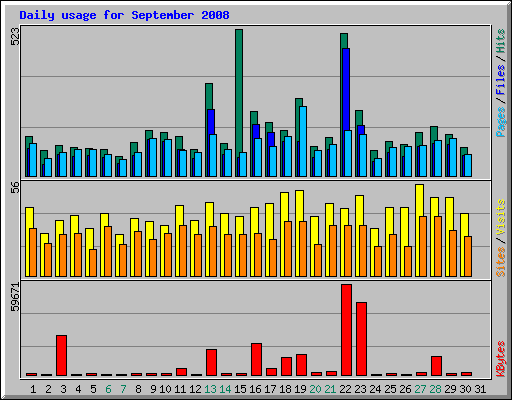 Daily usage for September 2008
523
Pages / Files / Hits
56
Sites / Visits
59671
KBytes
1 2 3 4 5 6 7 8 9 10 11 12 13 14 15 16 17 18 19 20 21 22 23 24 25 26 27 28 29 30 31